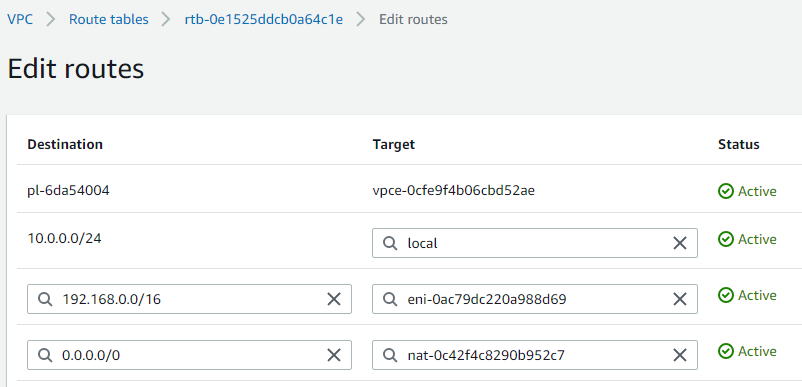 VPC > Route tables > rtb-0e1525ddcb0a64c1e > Edit routes
Edit routes
Destination Target Status
pl-6da54004 vpce-0cfe9f4b06cbd52ae Active
10.0.0.0/24 local Active
192.168.0.0/16 eni-0ac79dc220a988d69 Active
0.0.0.0/0 nat-0c42f4c8290b952c7 Active